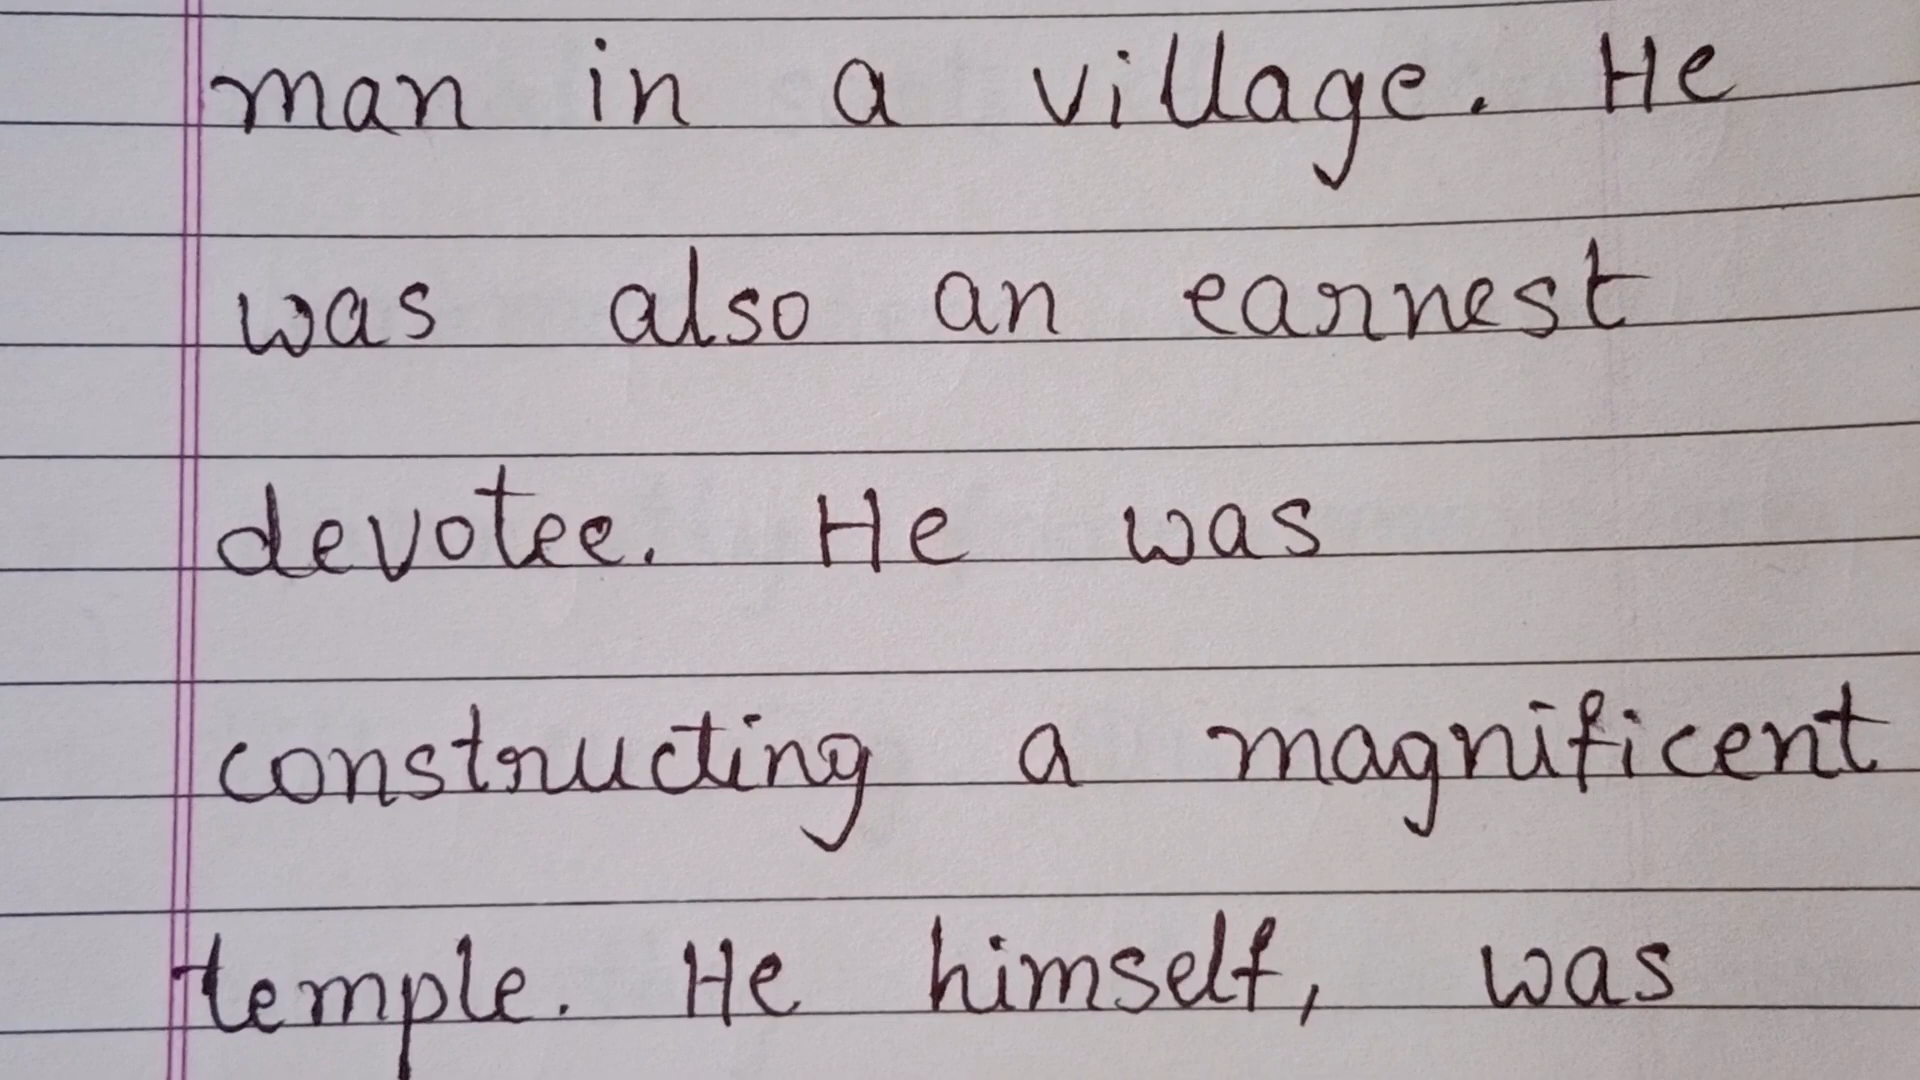 man in a village. He
was also an earnest
devotee. He was
constructing a magnificent
temple. He himself, was